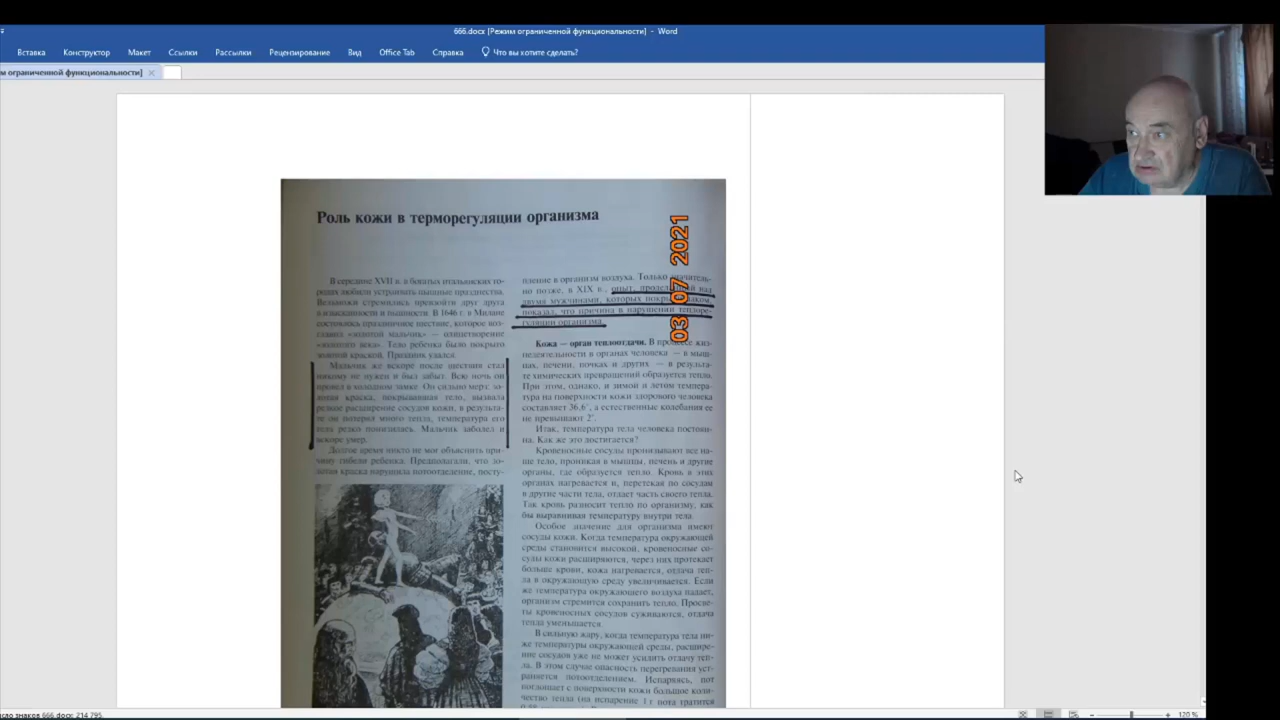 666.docx [Режим ограниченной функциональности] - Word
Вставка Конструктор Макет Ссылки Рассылки Рецензирование Вид Office Tab Справка Что вы хотите сделать?
м ограниченной функциональности]
Роль кожи в терморегуляции организма
В середине XVII в. в богатых итальянских го-
родах любили устраивать пышные празднества.
Вельможи стремились превзойти друг друга
в изысканности и пышности. В 1646 г. в Милане
состоялось праздничное шествие, которое воз-
главил «золотой мальчик» — олицетворение
«золотого века». Тело ребенка было покрыто
золотой краской. Праздник удался.
Мальчик же вскоре после шествия стал
никому не нужен и был забыт. Всю ночь он
провел в холодном замке. Он сильно мерз: зо-
лотая краска, покрывавшая тело, вызвала
резкое расширение сосудов кожи, в результа-
те он потерял много тепла, температура его
тела резко понизилась. Мальчик заболел и
вскоре умер.
Долгое время никто не мог объяснить при-
чину гибели ребенка. Предполагали, что зо-
лотая краска нарушила потоотделение, посту-
пление в организм воздуха. Только значитель-
но позже, в XIX в., опыт, проделанный над
двумя мужчинами, которых покрыли лаком,
показал, что причина в нарушении теплоре-
гуляции организма.
Кожа — орган теплоотдачи. В процессе жиз-
недеятельности в органах человека — в мыш-
цах, печени, почках и других — в результа-
те химических превращений образуется тепло.
При этом, однако, и зимой и летом темпера-
тура на поверхности кожи здорового человека
составляет 36,6°, а естественные колебания ее
не превышают 2°.
Итак, температура тела человека постоян-
на. Как же это достигается?
Кровеносные сосуды пронизывают все на-
ше тело, проникая в мышцы, печень и другие
органы, где образуется тепло. Кровь в этих
органах нагревается и, перетекая по сосудам
в другие части тела, отдает часть своего тепла.
Так кровь разносит тепло по организму, как
бы выравнивая температуру внутри тела.
Особое значение для организма имеют
сосуды кожи. Когда температура окружающей
среды становится высокой, кровеносные со-
суды кожи расширяются, через них протекает
больше крови, кожа нагревается, отдача теп-
ла в окружающую среду увеличивается. Если
же температура окружающего воздуха падает,
организм стремится сохранить тепло. Просве-
ты кровеносных сосудов суживаются, отдача
тепла уменьшается.
В сильную жару, когда температура тела ни-
же температуры окружающей среды, расшире-
ние сосудов уже не может усилить отдачу теп-
ла. В этом случае опасность перегревания уст-
раняется потоотделением. Испаряясь, пот
поглощает с поверхности кожи большое коли-
чество тепла (на испарение 1 г пота тратится
03 07 2021
сло знаков 666.docx: 214 795.
120 %